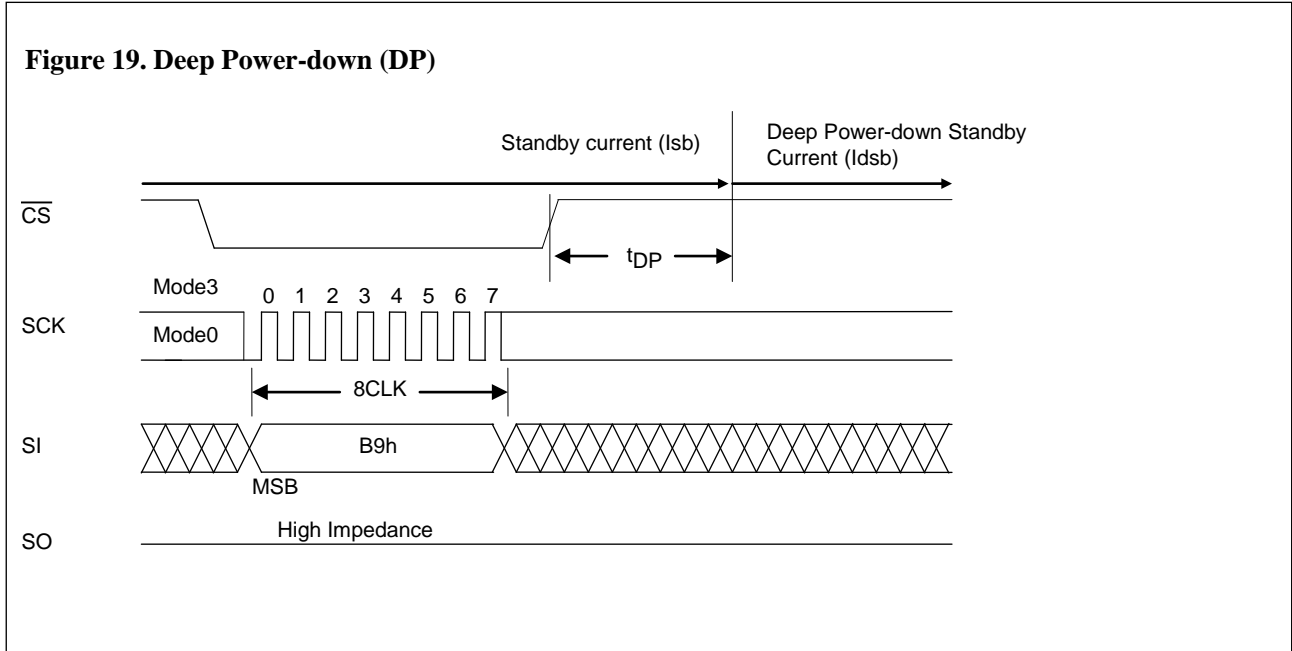 Figure 19. Deep Power-down (DP)
Standby current (Isb)
Deep Power-down Standby
Current (Idsb)
CS
tDP
Mode3
0 1 2 3 4 5 6 7
SCK
Mode0
8CLK
SI
B9h
MSB
High Impedance
SO